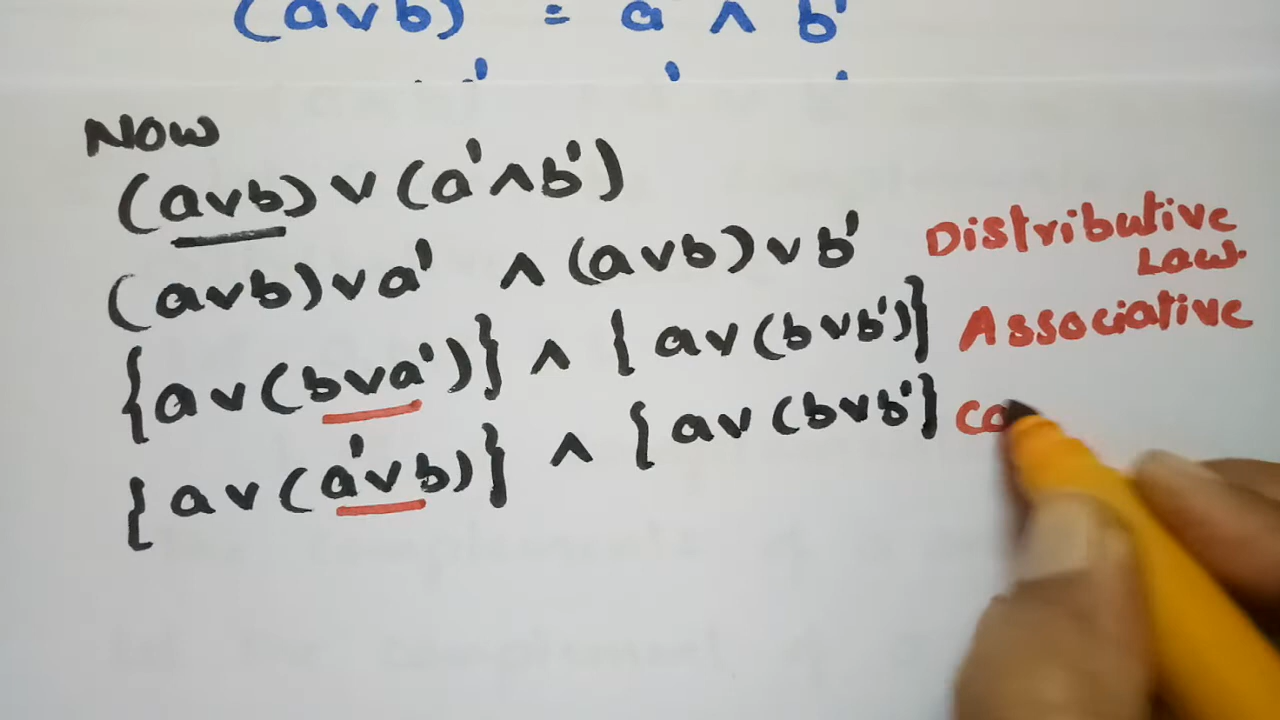 (a∨b) = a ∧ b'
Now
(a∨b) ∨ (a' ∧ b')
(a∨b) ∨ a' ∧ (a∨b) ∨ b' Distributive
Law.
{a ∨ (b ∨ a')} ∧ {a ∨ (b ∨ b')} Associative
{a ∨ (a' ∨ b)} ∧ {a ∨ (b ∨ b'} co